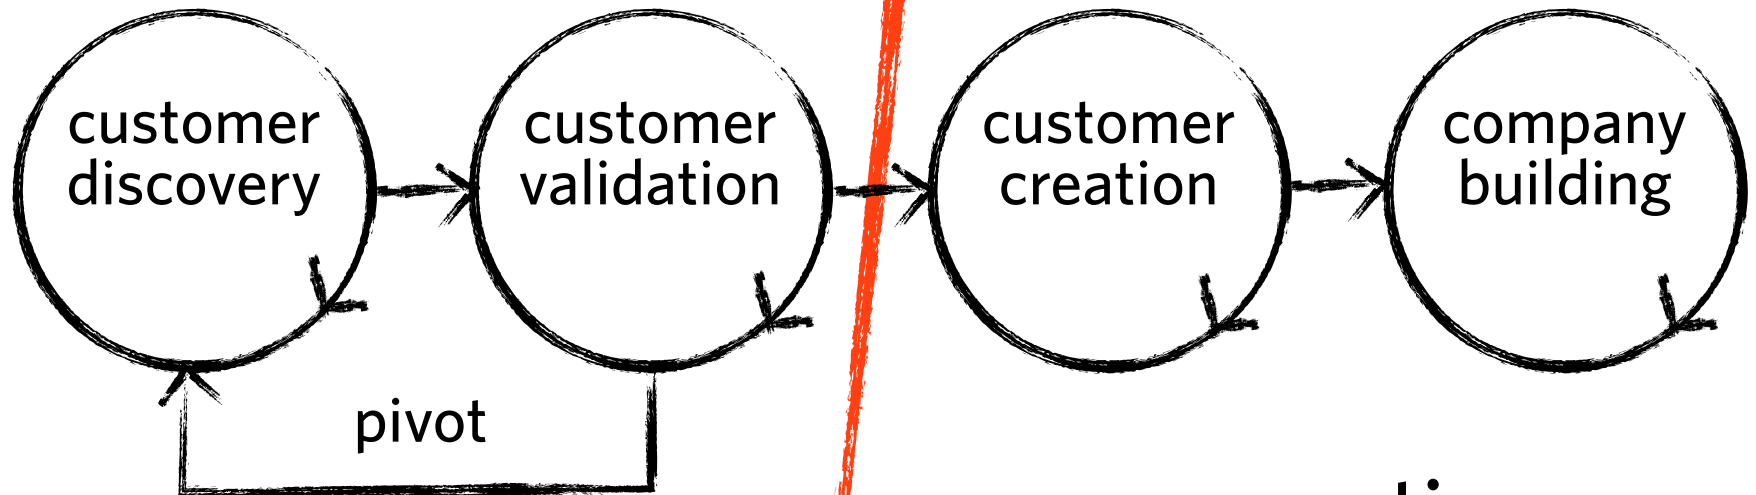 customer
discovery
customer
validation
customer
creation
company
building
pivot